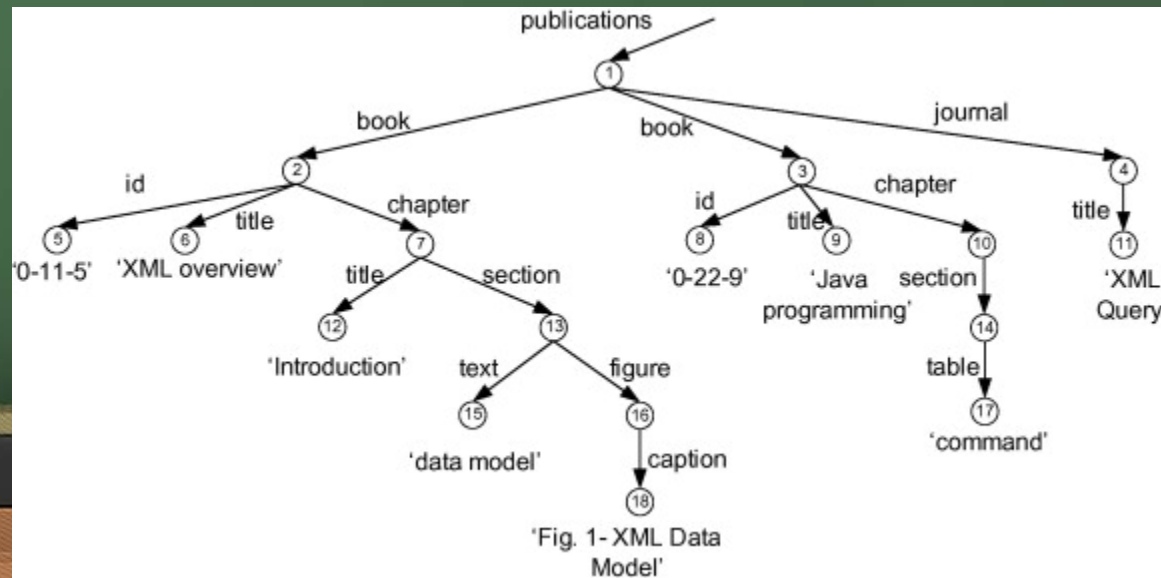 publications
1
book
book
journal
2
3
4
id
title
chapter
id
title
chapter
title
5
6
7
8
9
10
11
'0-11-5'
'XML overview'
'0-22-9'
'Java
programming'
'XML
Query
title
section
section
12
13
14
'Introduction'
text
figure
table
15
16
17
'data model'
caption
'command'
18
'Fig. 1- XML Data
Model'